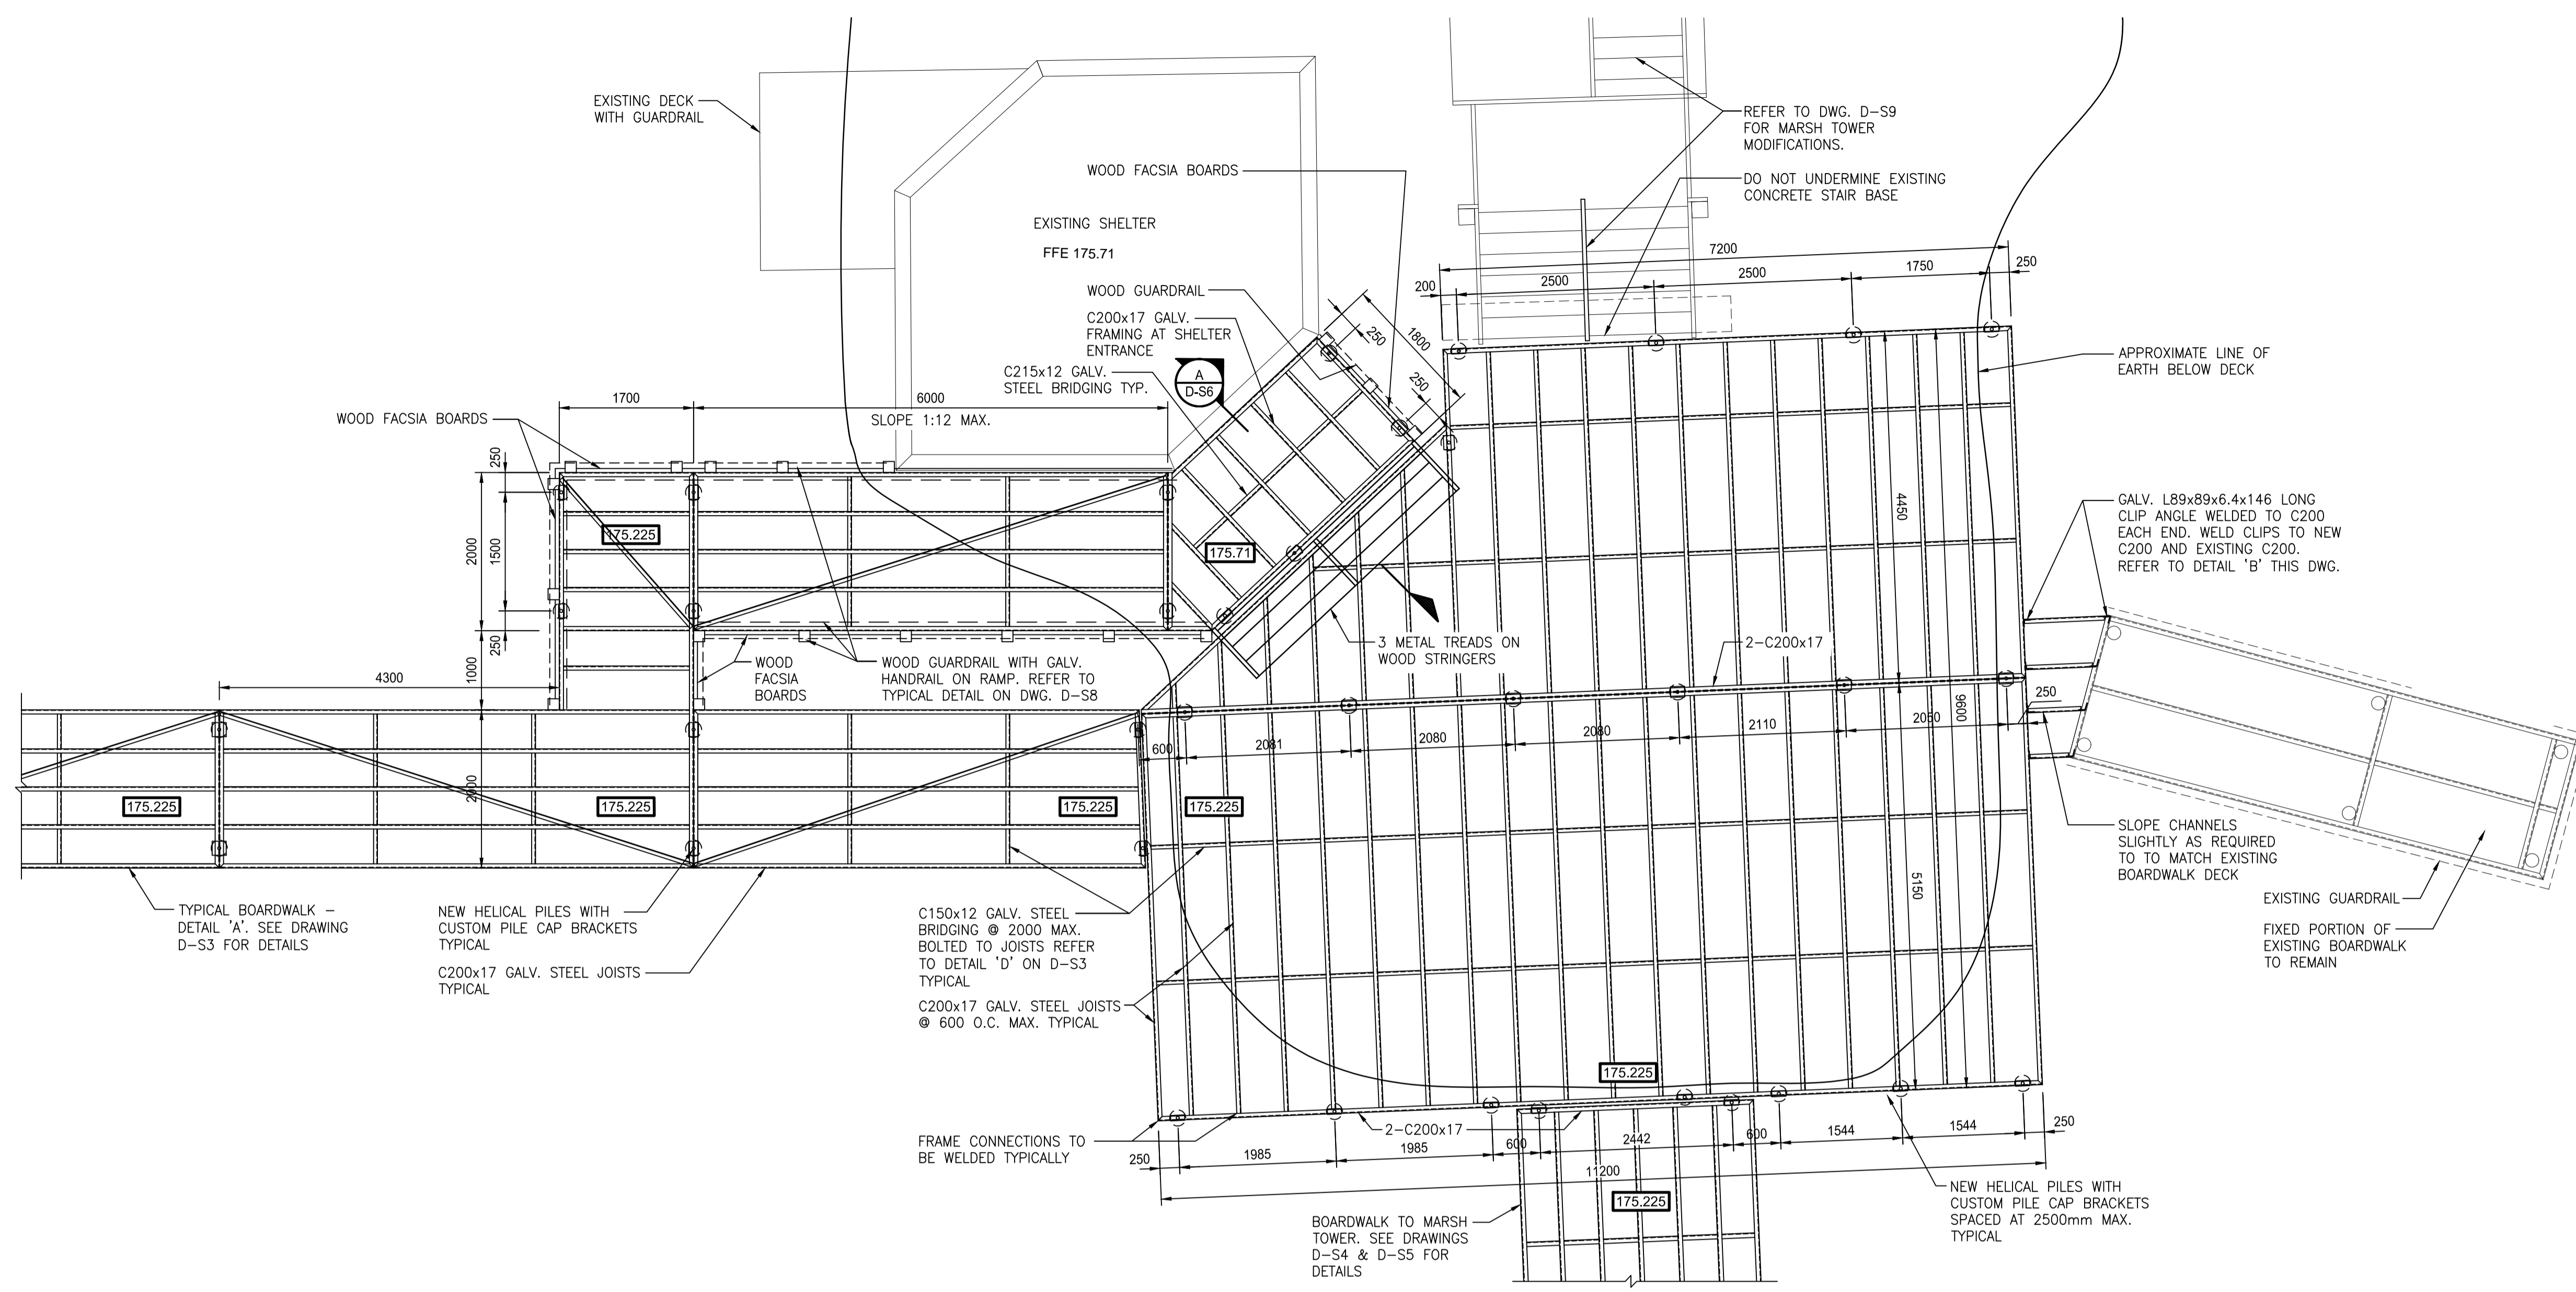 EXISTING DECK
WITH GUARDRAIL
WOOD FACSIA BOARDS
EXISTING SHELTER
FFE 175.71
WOOD GUARDRAIL
C200x17 GALV.
FRAMING AT SHELTER
ENTRANCE
C215x12 GALV.
STEEL BRIDGING TYP.
A
D-S6
REFER TO DWG. D-S9
FOR MARSH TOWER
MODIFICATIONS.
DO NOT UNDERMINE EXISTING
CONCRETE STAIR BASE
7200
200
2500
2500
1750
250
250
1800
250
APPROXIMATE LINE OF
EARTH BELOW DECK
WOOD FACSIA BOARDS
1700
6000
SLOPE 1:12 MAX.
250
2000
1500
250
1000
175.225
175.71
4450
9600
5150
GALV. L89x89x6.4x146 LONG
CLIP ANGLE WELDED TO C200
EACH END. WELD CLIPS TO NEW
C200 AND EXISTING C200.
REFER TO DETAIL 'B' THIS DWG.
3 METAL TREADS ON
WOOD STRINGERS
2-C200x17
WOOD
FACSIA
BOARDS
WOOD GUARDRAIL WITH GALV.
HANDRAIL ON RAMP. REFER TO
TYPICAL DETAIL ON DWG. D-S8
4300
2000
600
2081
2080
2080
2110
2060
250
175.225
175.225
175.225
175.225
SLOPE CHANNELS
SLIGHTLY AS REQUIRED
TO TO MATCH EXISTING
BOARDWALK DECK
EXISTING GUARDRAIL
FIXED PORTION OF
EXISTING BOARDWALK
TO REMAIN
TYPICAL BOARDWALK –
DETAIL 'A'. SEE DRAWING
D-S3 FOR DETAILS
NEW HELICAL PILES WITH
CUSTOM PILE CAP BRACKETS
TYPICAL
C200x17 GALV. STEEL JOISTS
TYPICAL
C150x12 GALV. STEEL
BRIDGING @ 2000 MAX.
BOLTED TO JOISTS REFER
TO DETAIL 'D' ON D-S3
TYPICAL
C200x17 GALV. STEEL JOISTS
@ 600 O.C. MAX. TYPICAL
175.225
FRAME CONNECTIONS TO
BE WELDED TYPICALLY
2-C200x17
250
1985
1985
600
2442
600
1544
1544
250
11200
175.225
BOARDWALK TO MARSH
TOWER. SEE DRAWINGS
D-S4 & D-S5 FOR
DETAILS
NEW HELICAL PILES WITH
CUSTOM PILE CAP BRACKETS
SPACED AT 2500mm MAX.
TYPICAL